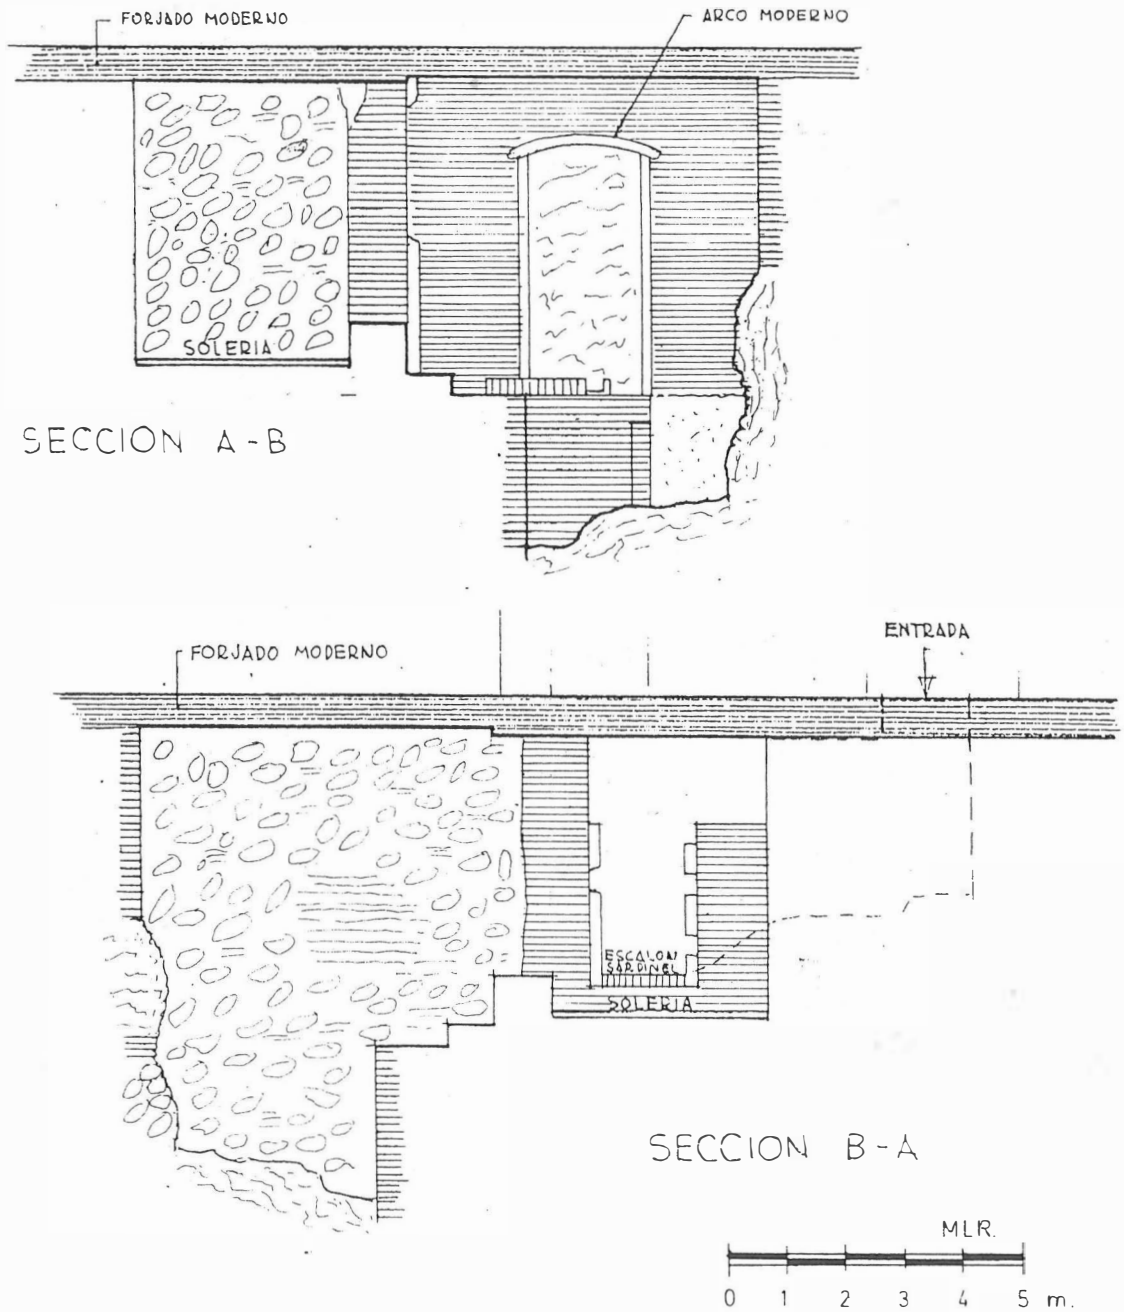 FORJADO MODERNO
ARCO MODERNO
SOLERIA
SECCION A-B
ENTRADA
FORJADO MODERNO
ESCALON
SARDINEL
SOLERIA
SECCION B-A
MLR.
0 1 2 3 4 5 m.